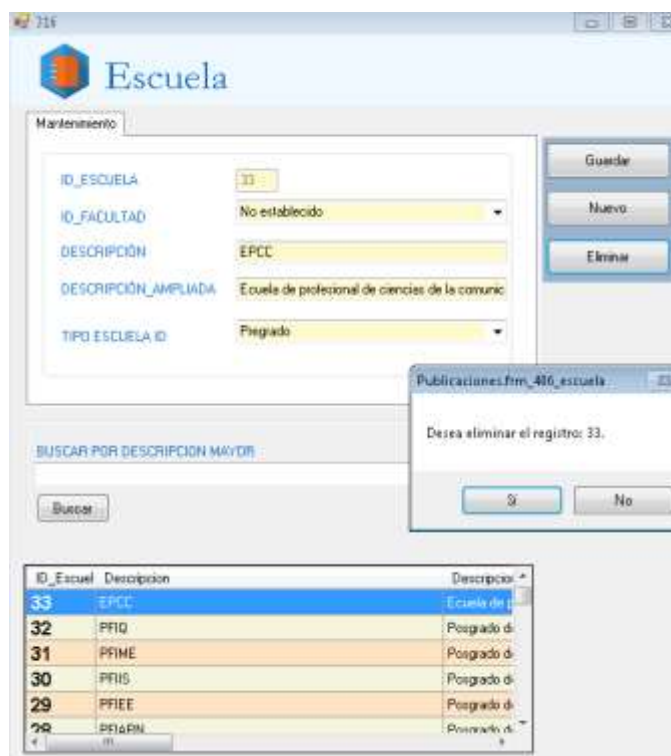 316
Escuela
Mantenimiento
ID_ESCUELA 33
ID_FACULTAD No establecido
DESCRIPCIÓN EPCC
DESCRIPCIÓN_AMPLIADA Ecuela de profesional de ciencias de la comunic
TIPO ESCUELA ID Pregrado
Guardar
Nuevo
Eliminar
Publicaciones.frm_406_escuela
Desea eliminar el registro: 33.
Sí No
BUSCAR POR DESCRIPCION MAYOR
Buscar
ID_Escuel Descripcion Descripcio
33 EPCC Ecuela de p
32 PFIQ Posgrado d
31 PFIME Posgrado d
30 PFIIS Posgrado d
29 PFIEE Posgrado d
28 PFIAPN Posgrado d